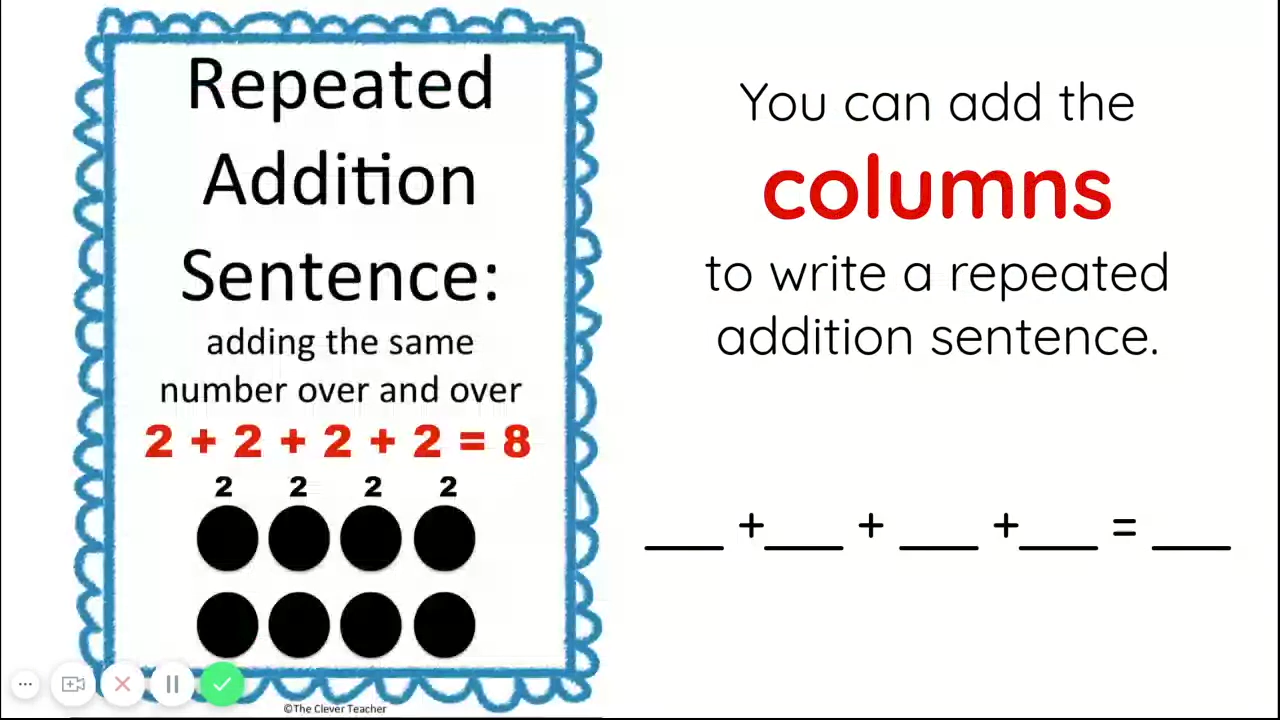 Repeated
Addition
Sentence:
adding the same
number over and over
2 + 2 + 2 + 2 = 8
2 2 2 2
©The Clever Teacher
You can add the
columns
to write a repeated
addition sentence.
___ +___ + ___ +___ = ___